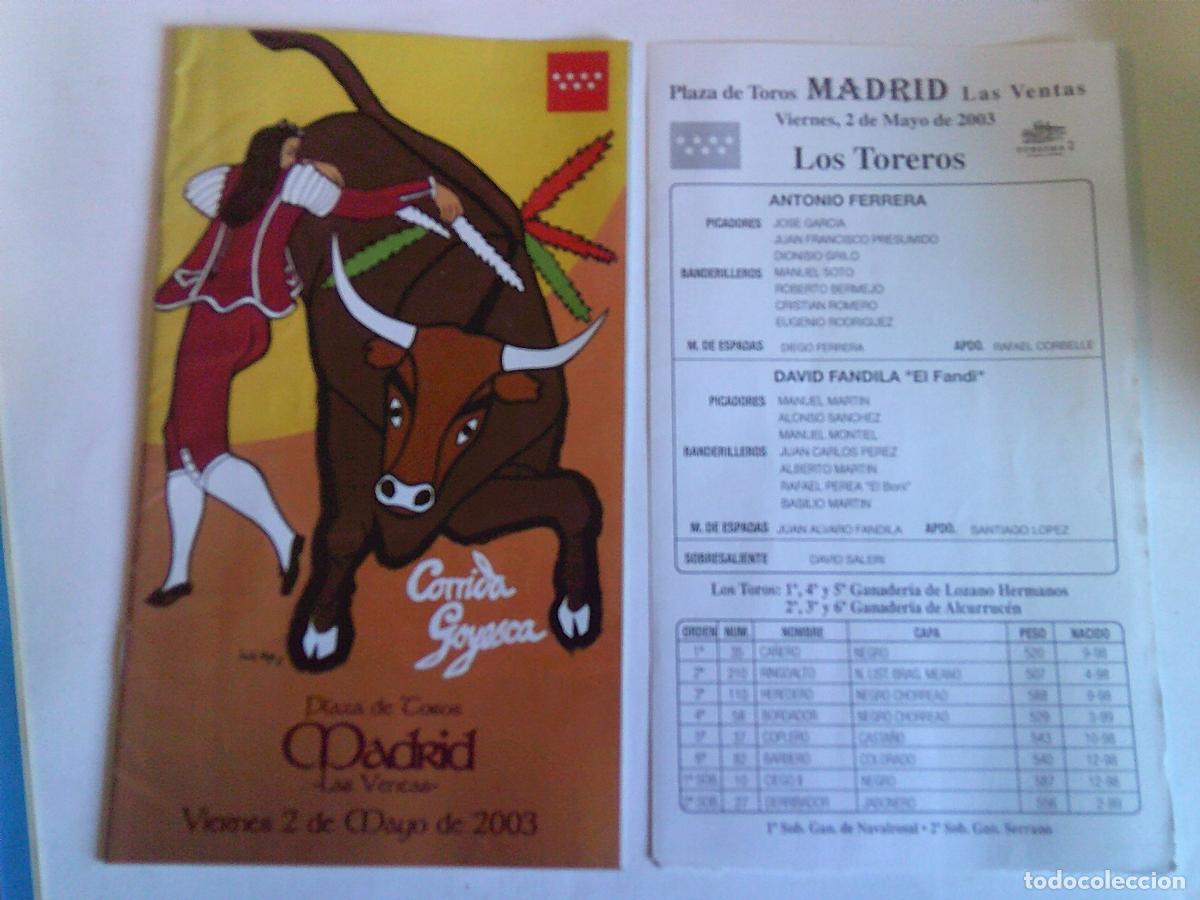 Corrida
Goyesca
Plaza de Toros
Madrid
-Las Ventas-
Viernes 2 de Mayo de 2003
Plaza de Toros MADRID Las Ventas
Viernes, 2 de Mayo de 2003
Los Toreros
ANTONIO FERRERA
PICADORES JOSE GARCIA
JUAN FRANCISCO PRESUMIDO
DIONISIO GRILO
BANDERILLEROS MANUEL SOTO
ROBERTO BERMEJO
CRISTIAN ROMERO
EUGENIO RODRIGUEZ
M. DE ESPADAS DIEGO FERRERA APDO. RAFAEL CORBELLE
DAVID FANDILA "El Fandi"
PICADORES MANUEL MARTIN
ALONSO SANCHEZ
MANUEL MONTIEL
BANDERILLEROS JUAN CARLOS PEREZ
ALBERTO MARTIN
RAFAEL PEREA "El Boni"
BASILIO MARTIN
M. DE ESPADAS JUAN ALVARO FANDILA APDO. SANTIAGO LOPEZ
SOBRESALIENTE DAVID SALERI
Los Toros: 1º, 4º y 5º Ganadería de Lozano Hermanos
2º, 3º y 6º Ganadería de Alcurrucén
ORDEN NUM. NOMBRE CAPA PESO NACIDO
1º 35 CAÑERO NEGRO 520 9-98
2º 210 RINGOALTO N. LIST. BRAG. MEANO 507 4-98
3º 110 HEREDERO NEGRO CHORREAO 588 9-98
4º 58 BORDADOR NEGRO CHORREAO 529 3-99
5º 37 COPLERO CASTAÑO 543 10-98
6º 82 BARBERO COLORADO 540 12-98
1º SOB. 10 CIEGO II NEGRO 587 12-98
2º SOB. 27 DERRIBADOR JABONERO 556 2-99
1º Sob. Gan. de Navalrosal • 2º Sob. Gan. Serrano
todocoleccion